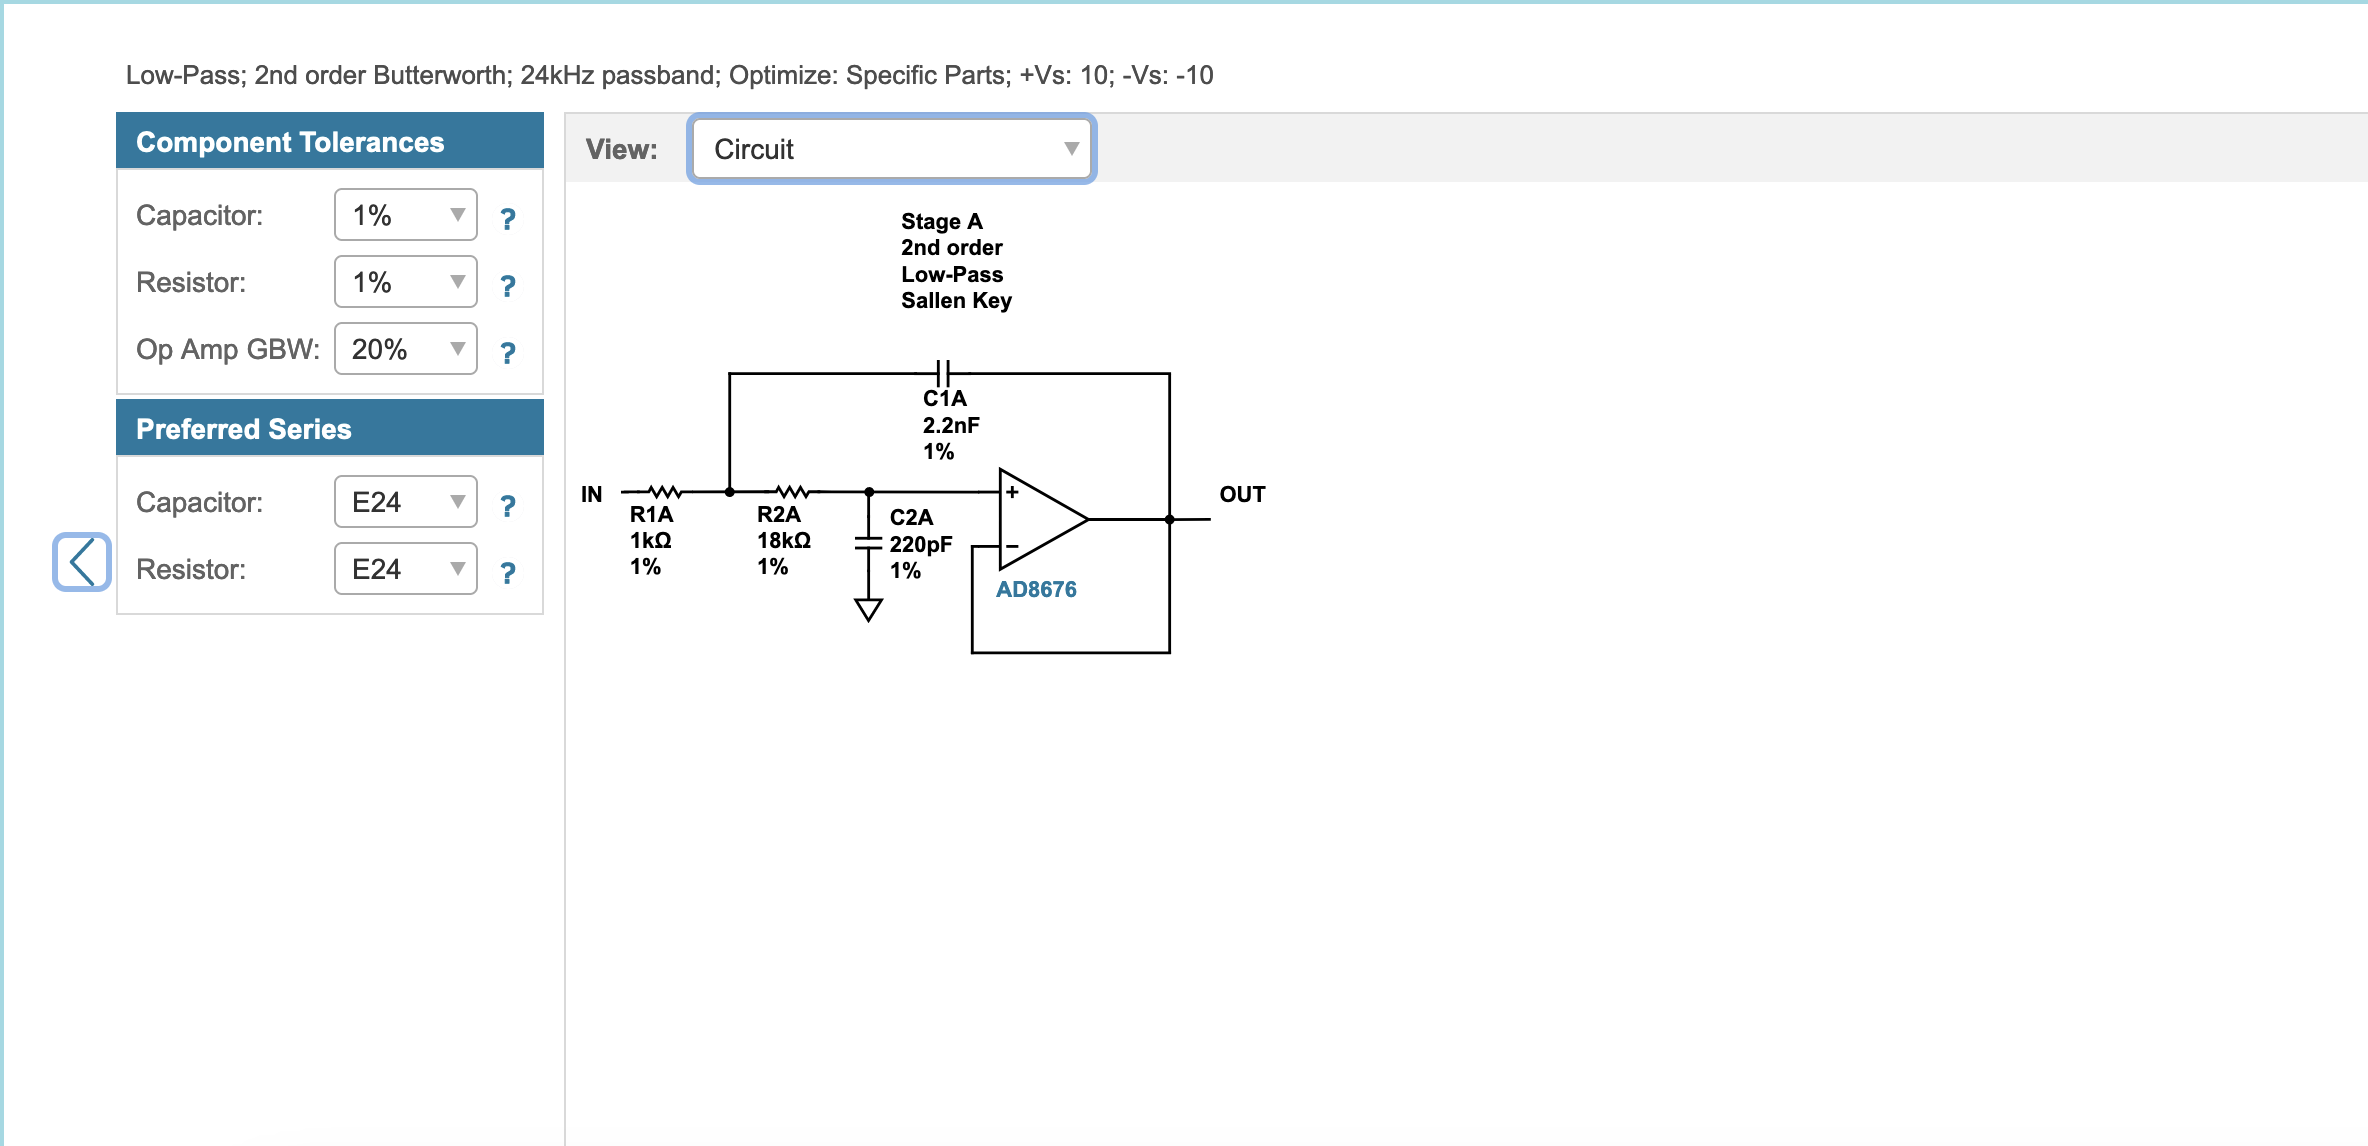 Low-Pass; 2nd order Butterworth; 24kHz passband; Optimize: Specific Parts; +Vs: 10; -Vs: -10
Component Tolerances
Capacitor: 1% ?
Resistor: 1% ?
Op Amp GBW: 20% ?
Preferred Series
Capacitor: E24 ?
Resistor: E24 ?
View: Circuit
Stage A
2nd order
Low-Pass
Sallen Key
C1A
2.2nF
1%
IN
R1A
1kΩ
1%
R2A
18kΩ
1%
C2A
220pF
1%
+
−
AD8676
OUT